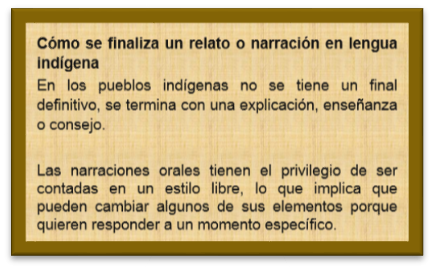 Cómo se finaliza un relato o narración en lengua
indígena
En los pueblos indígenas no se tiene un final
definitivo, se termina con una explicación, enseñanza
o consejo.
Las narraciones orales tienen el privilegio de ser
contadas en un estilo libre, lo que implica que
pueden cambiar algunos de sus elementos porque
quieren responder a un momento específico.